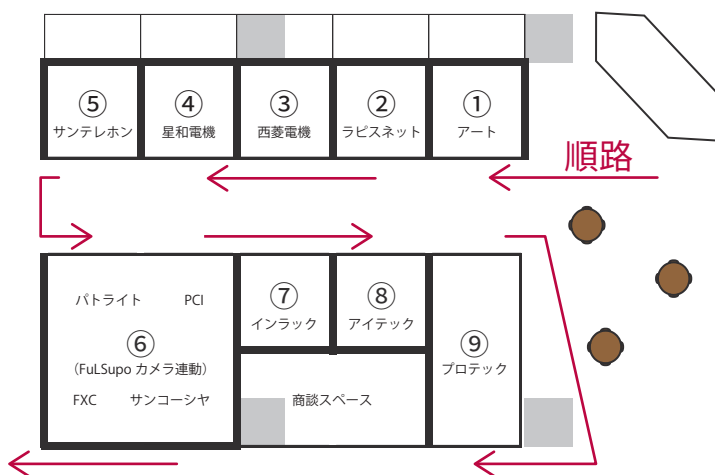 ⑤ ④ ③ ② ①
サンテレホン 星和電機 西菱電機 ラピスネット アート
順路
パトライト PCI
⑥
(FuLSupo カメラ連動)
FXC サンコーシヤ
⑦
インラック
⑧
アイテック
⑨
プロテック
商談スペース